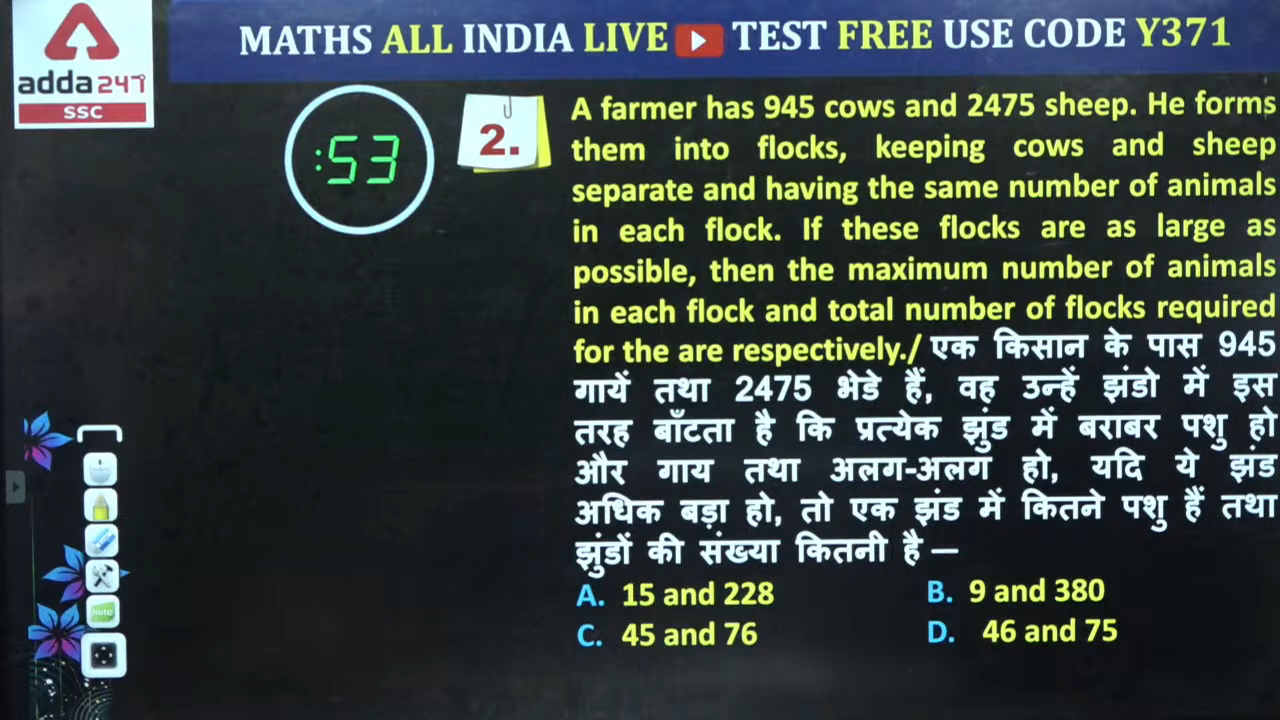 MATHS ALL INDIA LIVE TEST FREE USE CODE Y371
adda247
SSC
:53
2.
A farmer has 945 cows and 2475 sheep. He forms
them into flocks, keeping cows and sheep
separate and having the same number of animals
in each flock. If these flocks are as large as
possible, then the maximum number of animals
in each flock and total number of flocks required
for the are respectively./ एक किसान के पास 945
गायें तथा 2475 भेडे हैं, वह उन्हें झंडो में इस
तरह बाँटता है कि प्रत्येक झुंड में बराबर पशु हो
और गाय तथा अलग-अलग हो, यदि ये झंड
अधिक बड़ा हो, तो एक झंड में कितने पशु हैं तथा
झुंडों की संख्या कितनी है –
A. 15 and 228
B. 9 and 380
C. 45 and 76
D. 46 and 75